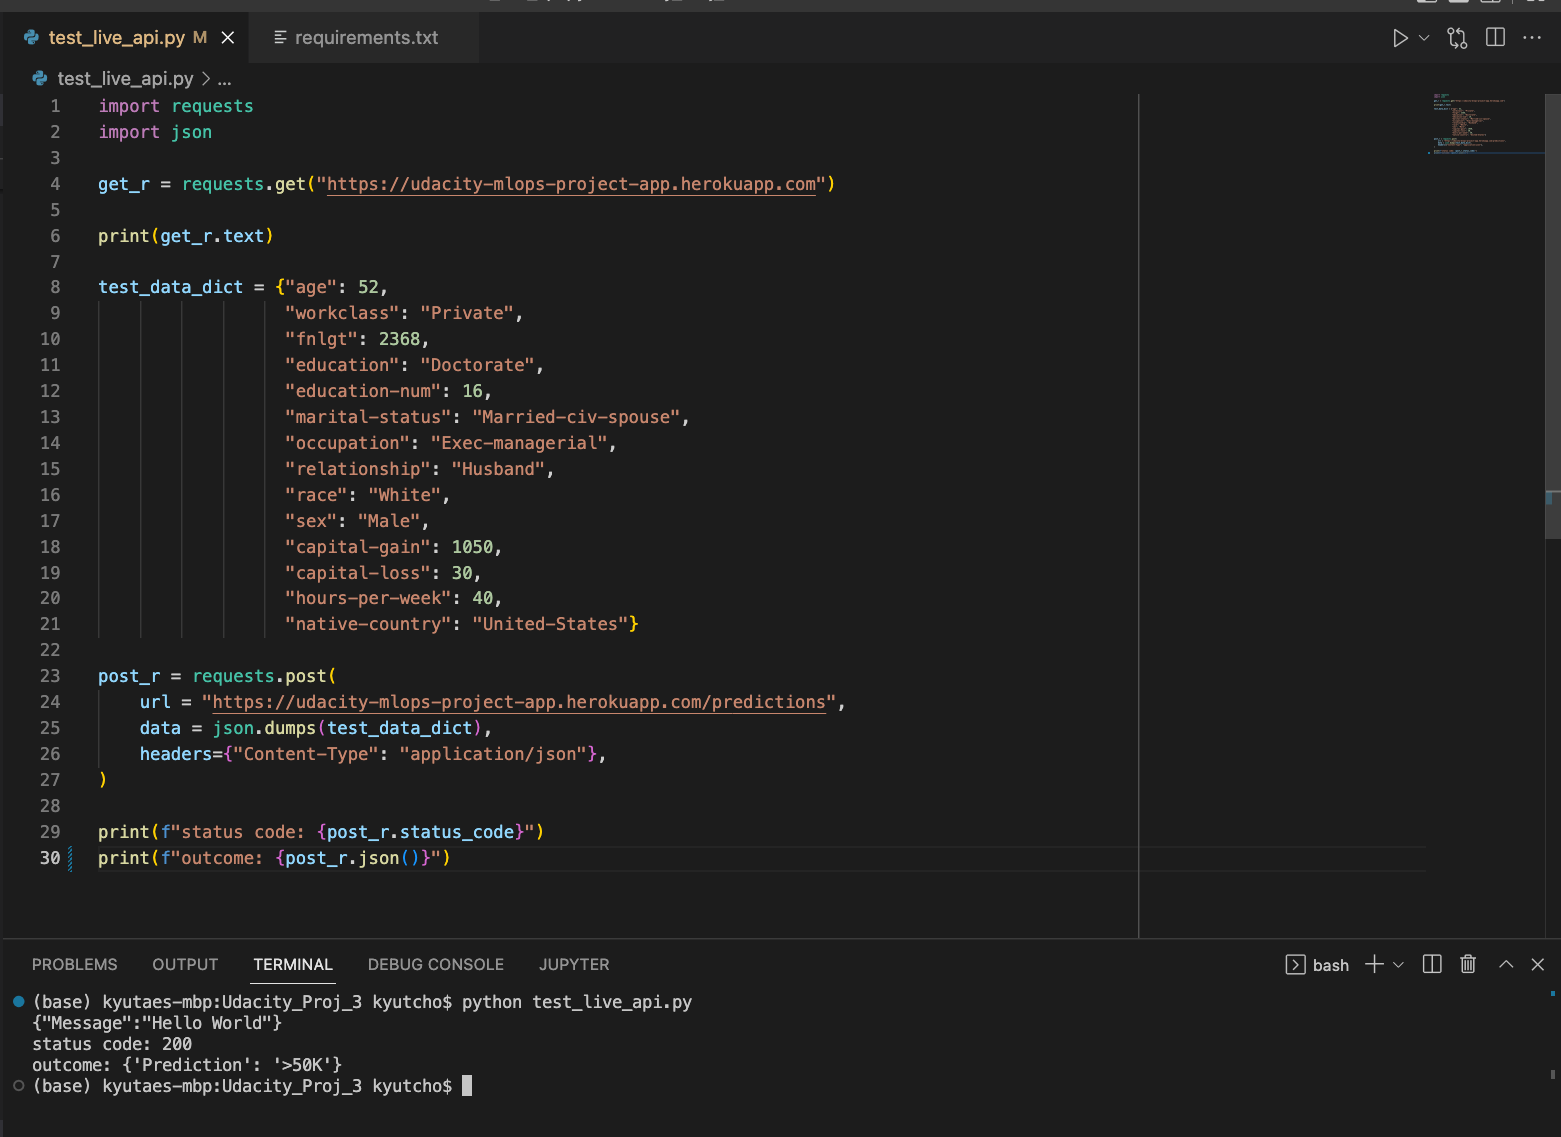 test_live_api.py M
requirements.txt
test_live_api.py > ...
1 import requests
2 import json
3
4 get_r = requests.get("https://udacity-mlops-project-app.herokuapp.com")
5
6 print(get_r.text)
7
8 test_data_dict = {"age": 52,
9 "workclass": "Private",
10 "fnlgt": 2368,
11 "education": "Doctorate",
12 "education-num": 16,
13 "marital-status": "Married-civ-spouse",
14 "occupation": "Exec-managerial",
15 "relationship": "Husband",
16 "race": "White",
17 "sex": "Male",
18 "capital-gain": 1050,
19 "capital-loss": 30,
20 "hours-per-week": 40,
21 "native-country": "United-States"}
22
23 post_r = requests.post(
24 url = "https://udacity-mlops-project-app.herokuapp.com/predictions",
25 data = json.dumps(test_data_dict),
26 headers={"Content-Type": "application/json"},
27 )
28
29 print(f"status code: {post_r.status_code}")
30 print(f"outcome: {post_r.json()}")
PROBLEMS OUTPUT TERMINAL DEBUG CONSOLE JUPYTER
bash
(base) kyutaes-mbp:Udacity_Proj_3 kyutcho$ python test_live_api.py
{"Message":"Hello World"}
status code: 200
outcome: {'Prediction': '>50K'}
(base) kyutaes-mbp:Udacity_Proj_3 kyutcho$